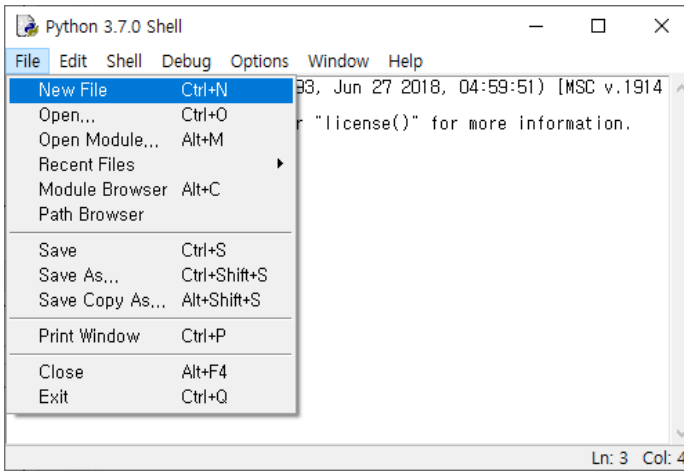 Python 3.7.0 Shell
File Edit Shell Debug Options Window Help
New File Ctrl+N
Open... Ctrl+O
Open Module... Alt+M
Recent Files
Module Browser Alt+C
Path Browser
Save Ctrl+S
Save As... Ctrl+Shift+S
Save Copy As... Alt+Shift+S
Print Window Ctrl+P
Close Alt+F4
Exit Ctrl+Q
93, Jun 27 2018, 04:59:51) [MSC v.1914
r "license()" for more information.
Ln: 3 Col: 4